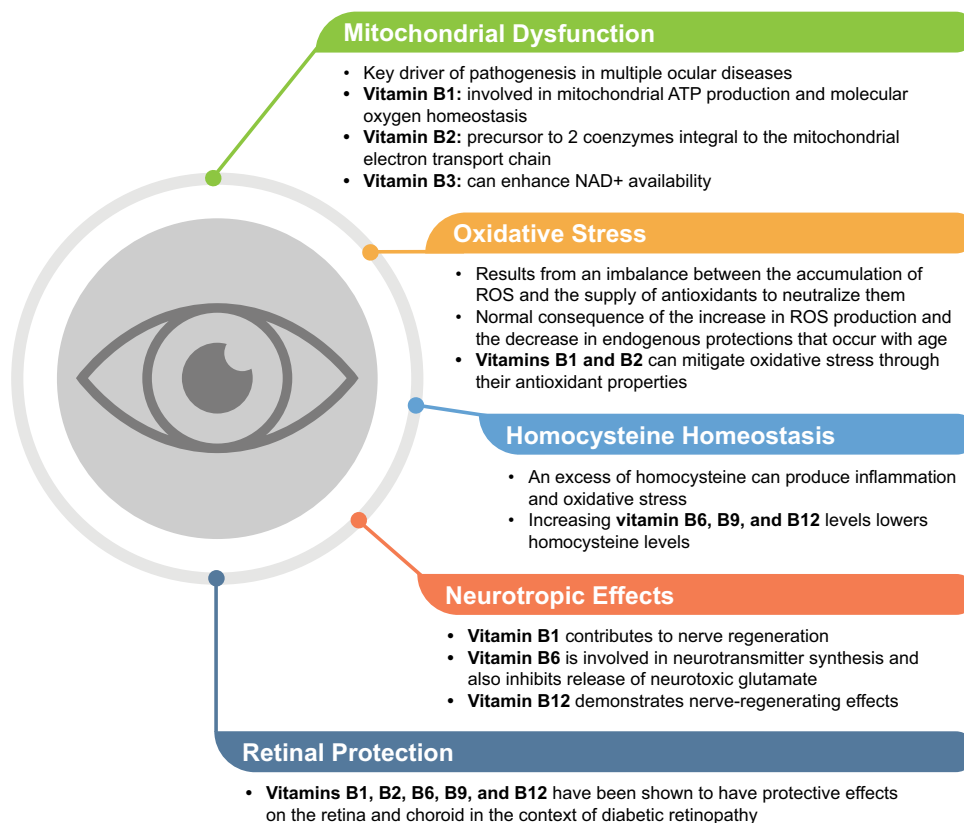 Mitochondrial Dysfunction
• Key driver of pathogenesis in multiple ocular diseases
• Vitamin B1: involved in mitochondrial ATP production and molecular
oxygen homeostasis
• Vitamin B2: precursor to 2 coenzymes integral to the mitochondrial
electron transport chain
• Vitamin B3: can enhance NAD+ availability
Oxidative Stress
• Results from an imbalance between the accumulation of
ROS and the supply of antioxidants to neutralize them
• Normal consequence of the increase in ROS production and
the decrease in endogenous protections that occur with age
• Vitamins B1 and B2 can mitigate oxidative stress through
their antioxidant properties
Homocysteine Homeostasis
• An excess of homocysteine can produce inflammation
and oxidative stress
• Increasing vitamin B6, B9, and B12 levels lowers
homocysteine levels
Neurotropic Effects
• Vitamin B1 contributes to nerve regeneration
• Vitamin B6 is involved in neurotransmitter synthesis and
also inhibits release of neurotoxic glutamate
• Vitamin B12 demonstrates nerve-regenerating effects
Retinal Protection
• Vitamins B1, B2, B6, B9, and B12 have been shown to have protective effects
on the retina and choroid in the context of diabetic retinopathy